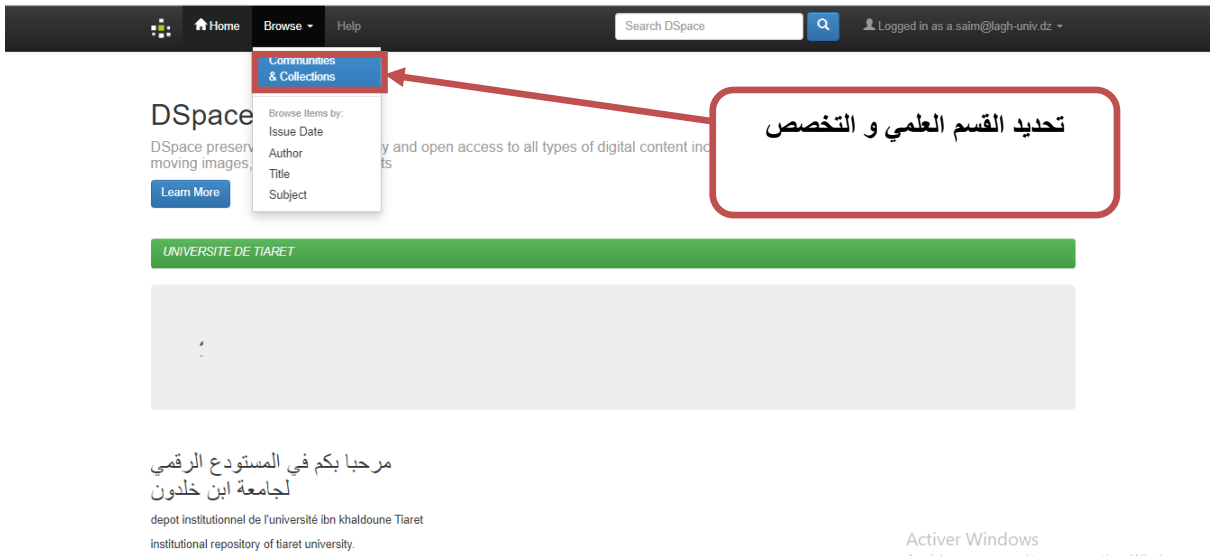 Home Browse Help Search DSpace Logged in as a.saim@lagh-univ.dz
Communities
& Collections
تحديد القسم العلمي و التخصص
DSpace
Browse Items by:
Issue Date
DSpace preserv y and open access to all types of digital content inc
Author
moving images, ts
Title
Learn More
Subject
UNIVERSITE DE TIARET
مرحبا بكم في المستودع الرقمي
لجامعة ابن خلدون
depot institutionnel de l'université ibn khaldoune Tiaret
institutional repository of tiaret university.
Activer Windows